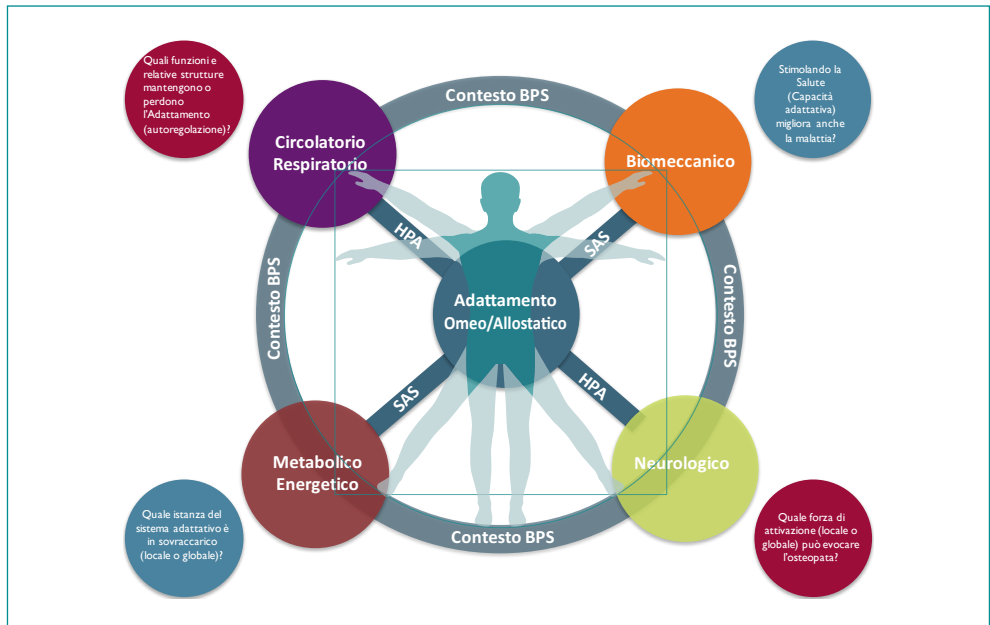 Quali funzioni e
relative strutture
mantengono o
perdono
l'Adattamento
(autoregolazione)?
Contesto BPS
Stimolando la
Salute
(Capacità
adattativa)
migliora anche
la malattia?
Circolatorio
Respiratorio
Biomeccanico
HPA
SAS
Contesto BPS
Adattamento
Omeo/Allostatico
Contesto BPS
SAS
HPA
Metabolico
Energetico
Neurologico
Quale istanza del
sistema adattativo è
in sovraccarico
(locale o globale)?
Contesto BPS
Quale forza di
attivazione (locale o
globale) può evocare
l'osteopata?